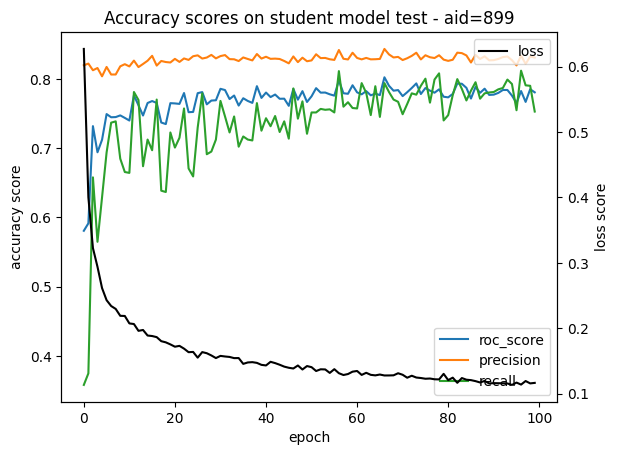 Accuracy scores on student model test - aid=899
loss
accuracy score
0.8
0.7
0.6
0.5
0.4
0.6
0.5
0.4
0.3
0.2
0.1
loss score
roc_score
precision
recall
0
20
40
60
80
100
epoch